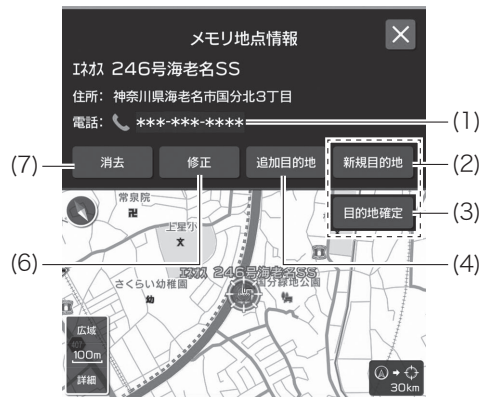 メモリ地点情報
ｴﾈｵｽ 246号海老名SS
住所: 神奈川県海老名市国分北3丁目
電話: ***-***-****
(1)
(7)
消去
修正
追加目的地
新規目的地
(2)
目的地確定
(3)
常泉院
上星小
文
(6)
(4)
ｴﾈｵｽ 246号海老名SS
さくらい幼稚園
幼
国分緑地公園
広域
407
100m
詳細
30km